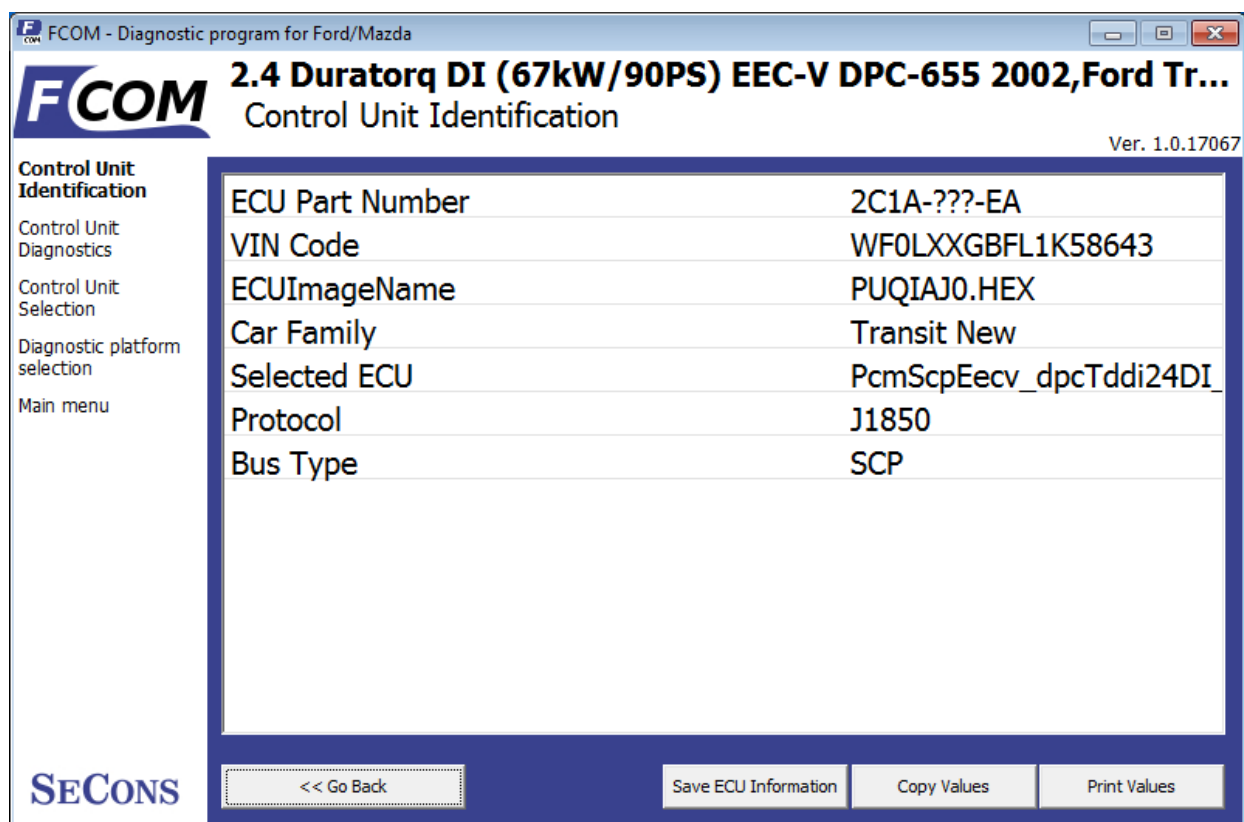 FCOM - Diagnostic program for Ford/Mazda
FCOM
2.4 Duratorq DI (67kW/90PS) EEC-V DPC-655 2002,Ford Tr...
Control Unit Identification
Ver. 1.0.17067
Control Unit
Identification
Control Unit
Diagnostics
Control Unit
Selection
Diagnostic platform
selection
Main menu
ECU Part Number 2C1A-???-EA
VIN Code WF0LXXGBFL1K58643
ECUImageName PUQIAJ0.HEX
Car Family Transit New
Selected ECU PcmScpEecv_dpcTddi24DI_
Protocol J1850
Bus Type SCP
SECONS
<< Go Back
Save ECU Information
Copy Values
Print Values